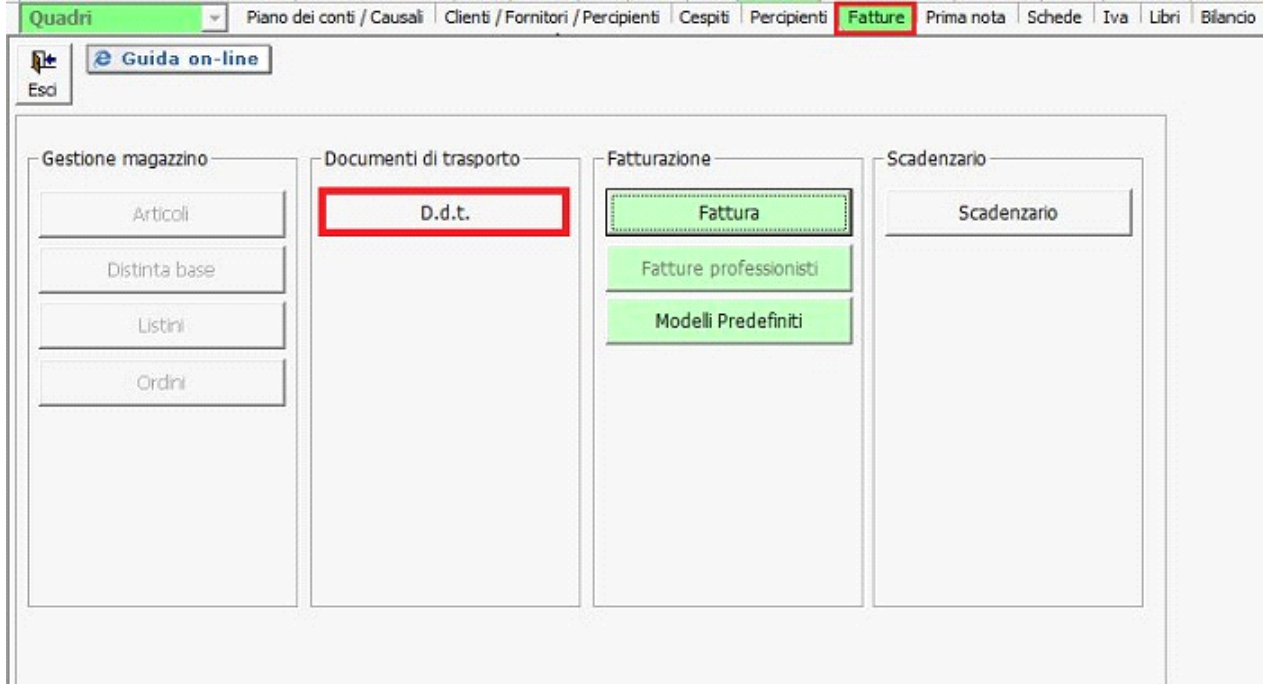 Quadri Piano dei conti / Causali Clienti / Fornitori / Percipienti Cespiti Percipienti Fatture Prima nota Schede Iva Libri Bilancio
Guida on-line
Esci
Gestione magazzino Documenti di trasporto Fatturazione Scadenzario
Articoli D.d.t. Fattura Scadenzario
Distinta base Fatture professionisti
Listini Modelli Predefiniti
Ordini